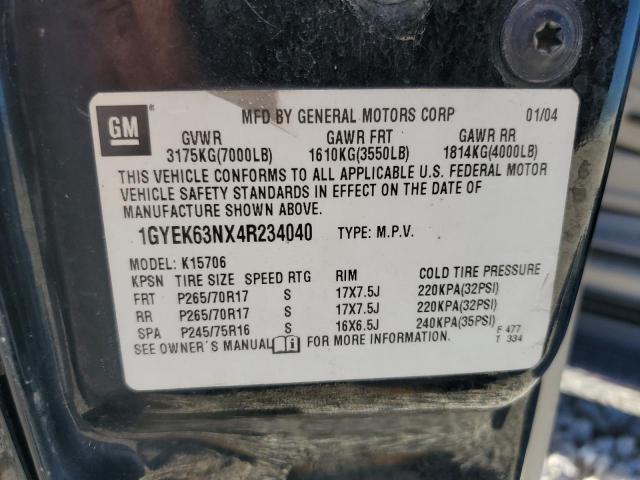 GM
MFD BY GENERAL MOTORS CORP 01/04
GVWR GAWR FRT GAWR RR
3175KG(7000LB) 1610KG(3550LB) 1814KG(4000LB)
THIS VEHICLE CONFORMS TO ALL APPLICABLE U.S. FEDERAL MOTOR
VEHICLE SAFETY STANDARDS IN EFFECT ON THE DATE OF
MANUFACTURE SHOWN ABOVE.
1GYEK63NX4R234040 TYPE: M.P.V.
MODEL: K15706
KPSN TIRE SIZE SPEED RTG RIM COLD TIRE PRESSURE
FRT P265/70R17 S 17X7.5J 220KPA(32PSI)
RR P265/70R17 S 17X7.5J 220KPA(32PSI)
SPA P245/75R16 S 16X6.5J 240KPA(35PSI)
SEE OWNER'S MANUAL FOR MORE INFORMATION.
F 477
T 334